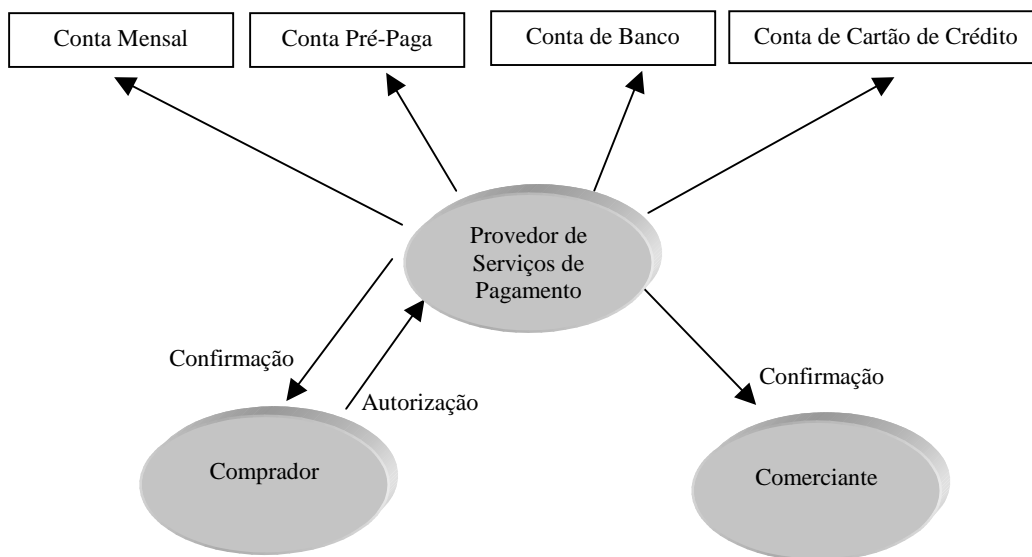 Conta Mensal
Conta Pré-Paga
Conta de Banco
Conta de Cartão de Crédito
Provedor de
Serviços de
Pagamento
Confirmação
Autorização
Confirmação
Comprador
Comerciante